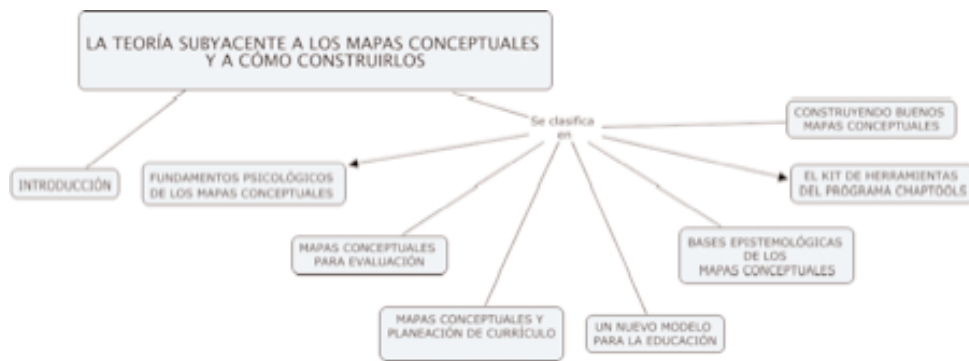 LA TEORÍA SUBYACENTE A LOS MAPAS CONCEPTUALES
Y A CÓMO CONSTRUIRLOS
Se clasifica
en
CONSTRUYENDO BUENOS
MAPAS CONCEPTUALES
INTRODUCCIÓN
FUNDAMENTOS PSICOLÓGICOS
DE LOS MAPAS CONCEPTUALES
EL KIT DE HERRAMIENTAS
DEL PROGRAMA CMAPTOOLS
MAPAS CONCEPTUALES
PARA EVALUACIÓN
BASES EPISTEMOLÓGICAS
DE LOS
MAPAS CONCEPTUALES
MAPAS CONCEPTUALES Y
PLANEACIÓN DE CURRÍCULO
UN NUEVO MODELO
PARA LA EDUCACIÓN